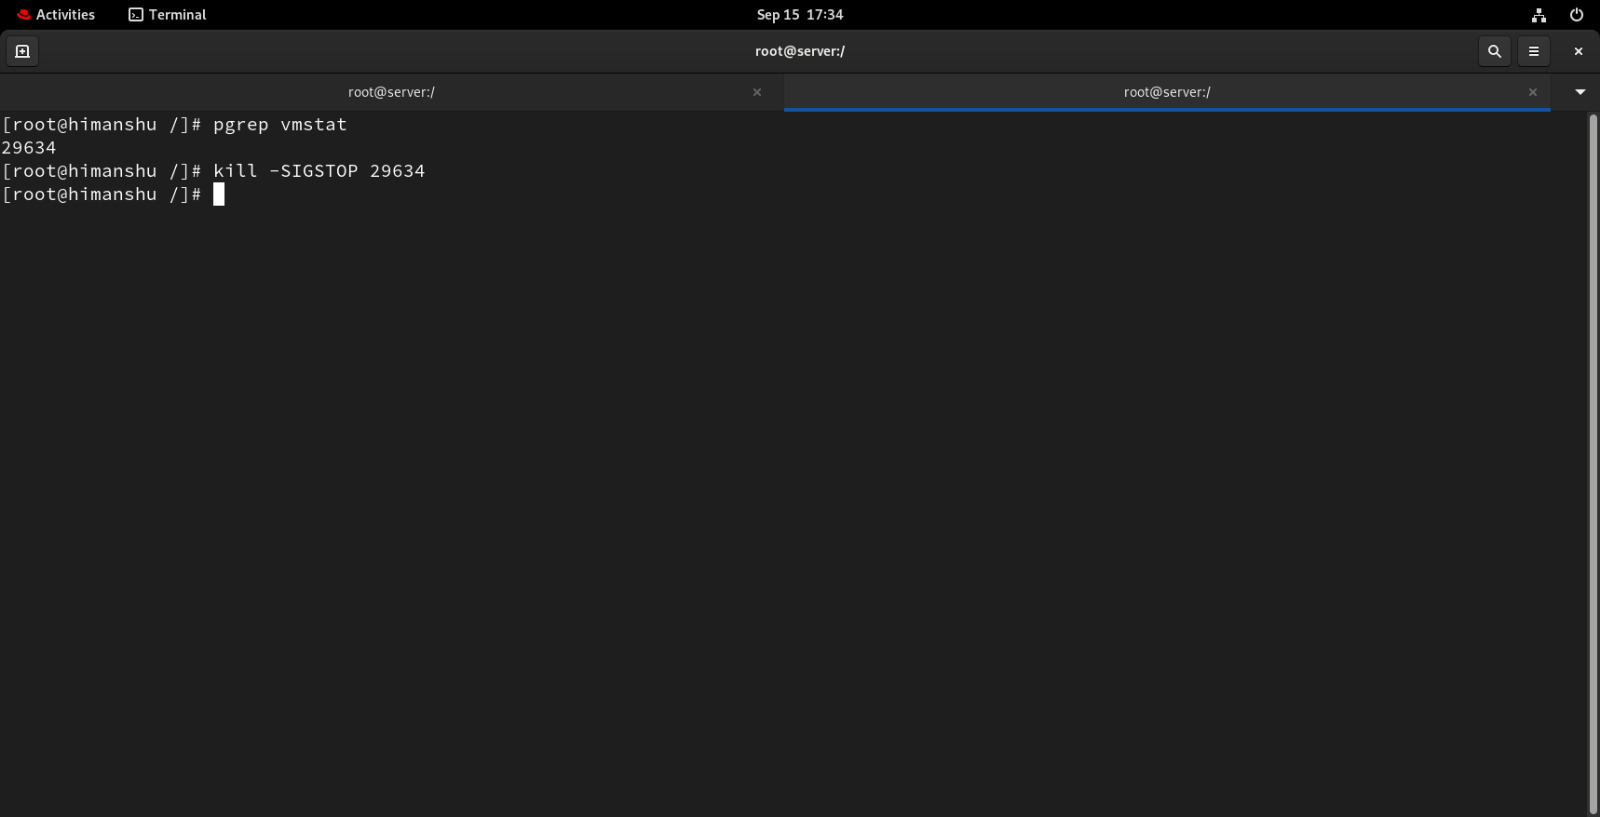 Activities Terminal Sep 15 17:34
root@server:/
root@server:/ root@server:/
[root@himanshu /]# pgrep vmstat
29634
[root@himanshu /]# kill -SIGSTOP 29634
[root@himanshu /]#